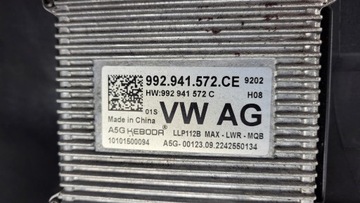 992.941.572.CE 9202
HW:992 941 572 C H08
01S VW AG
Made in China
A5G KEBODA LLP112B MAX - LWR - MQB
10101500094 A5G- 00123.09.2242550134